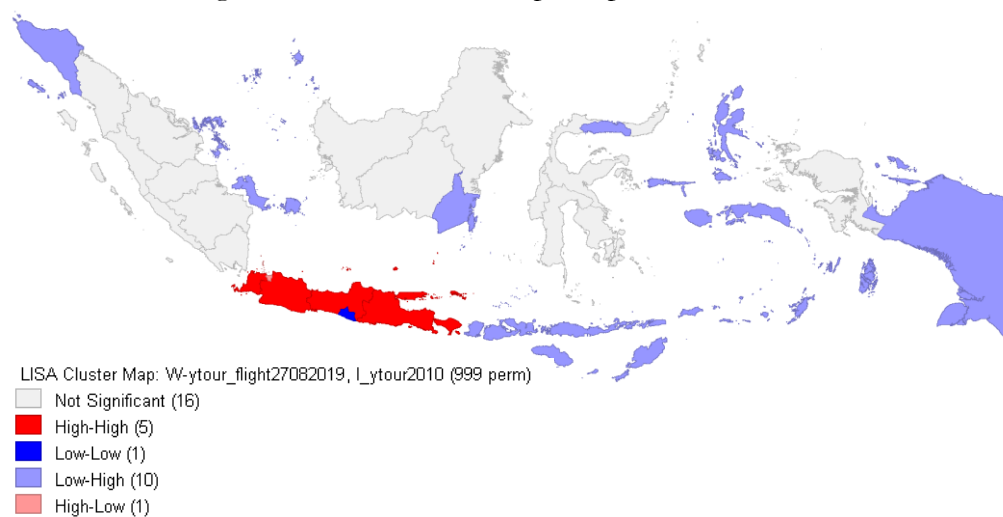 LISA Cluster Map: W-ytour_flight27082019, I_ytour2010 (999 perm)
Not Significant (16)
High-High (5)
Low-Low (1)
Low-High (10)
High-Low (1)